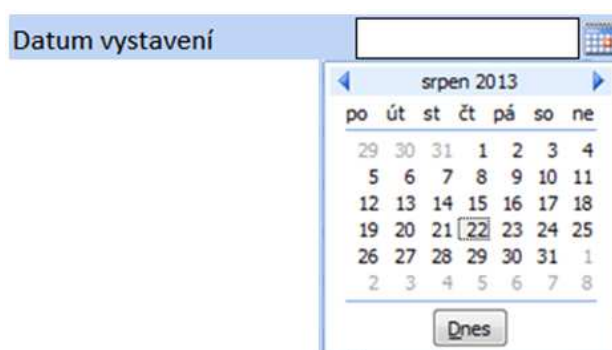 Datum vystavení
srpen 2013
po út st čt pá so ne
29 30 31 1 2 3 4
5 6 7 8 9 10 11
12 13 14 15 16 17 18
19 20 21 22 23 24 25
26 27 28 29 30 31 1
2 3 4 5 6 7 8
Dnes